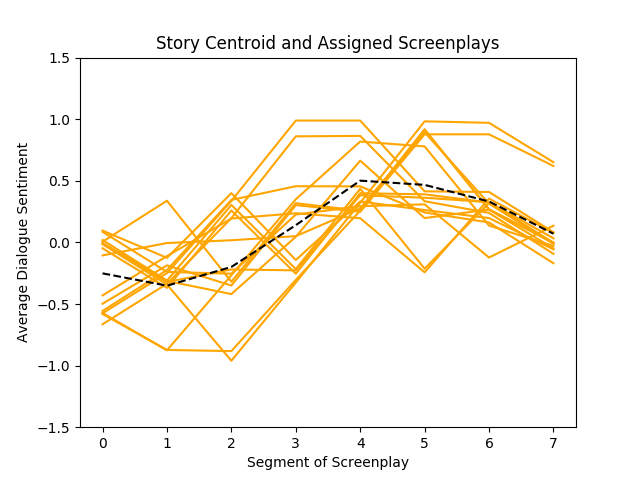 Story Centroid and Assigned Screenplays
1.5
1.0
0.5
0.0
−0.5
−1.0
−1.5
Average Dialogue Sentiment
0 1 2 3 4 5 6 7
Segment of Screenplay